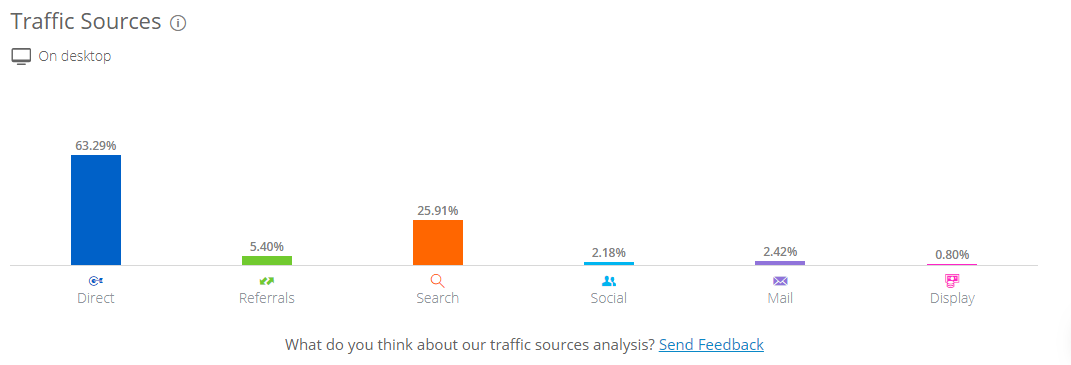 Traffic Sources
On desktop
63.29%
5.40%
25.91%
2.18%
2.42%
0.80%
Direct
Referrals
Search
Social
Mail
Display
What do you think about our traffic sources analysis? Send Feedback